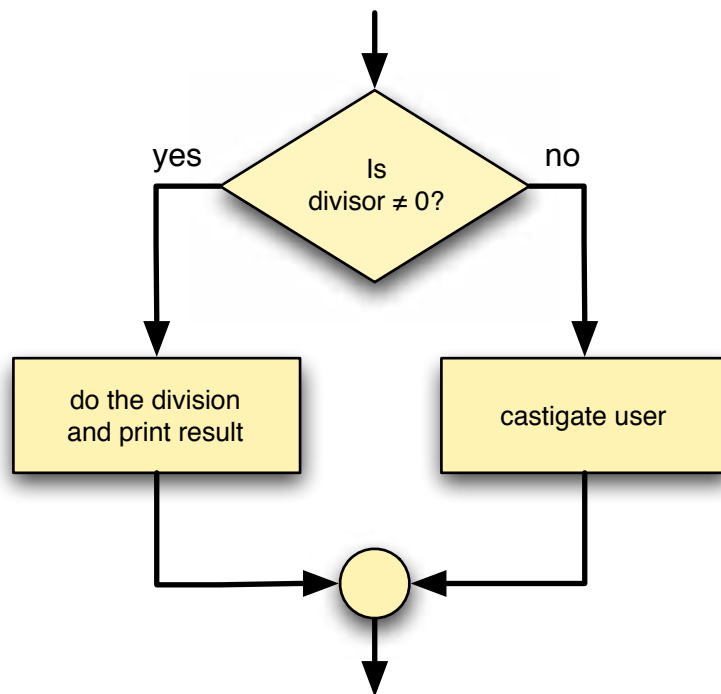 yes
Is
divisor ≠ 0?
no
do the division
and print result
castigate user